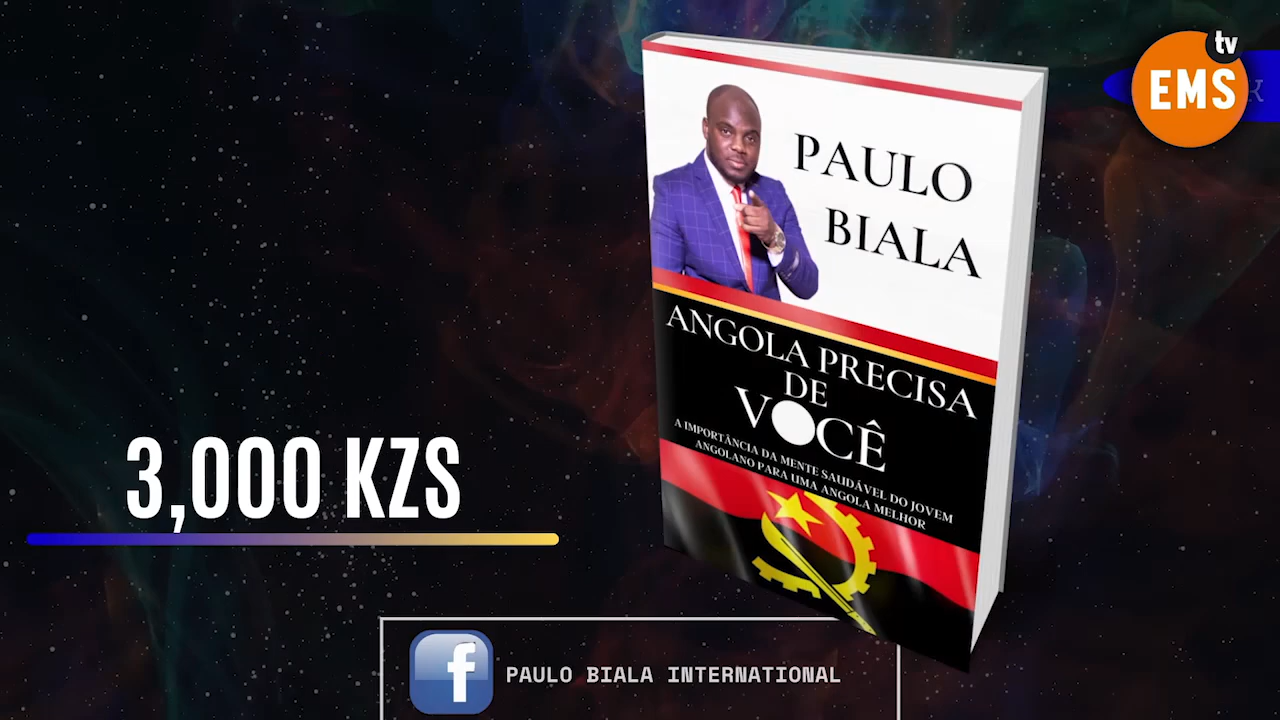 tv
EMS
PAULO
BIALA
ANGOLA PRECISA
DE
VOCÊ
A IMPORTÂNCIA DA MENTE SAUDÁVEL DO JOVEM
ANGOLANO PARA UMA ANGOLA MELHOR
3,000 KZS
f
PAULO BIALA INTERNATIONAL